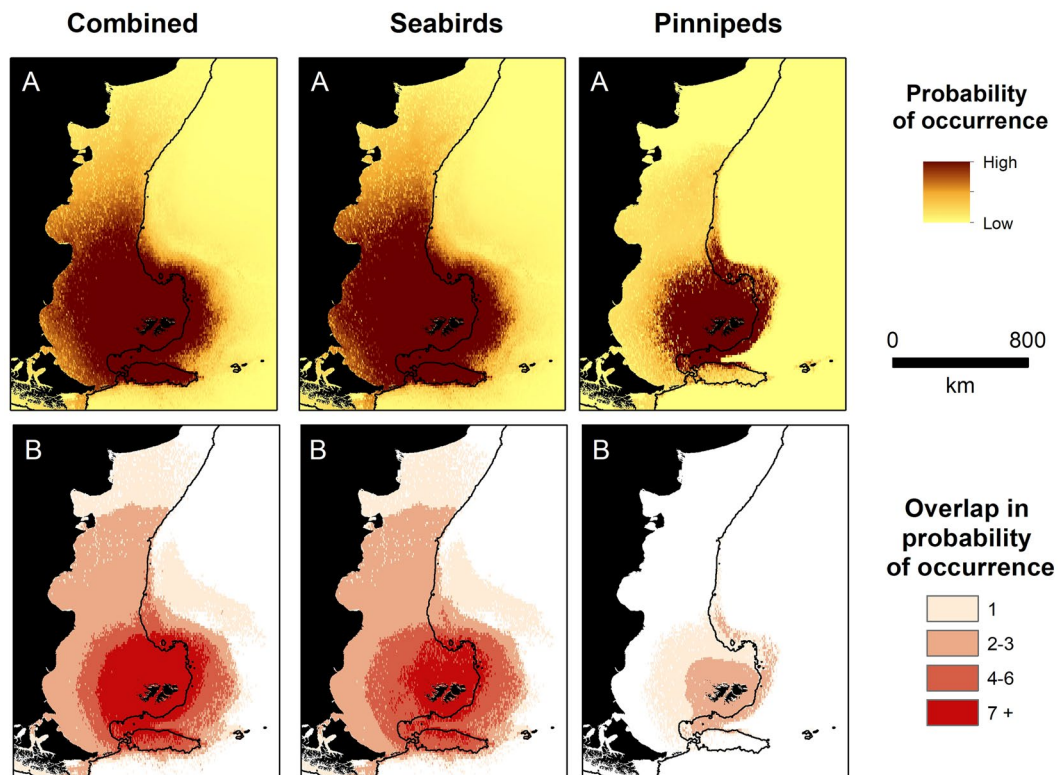 Combined
Seabirds
Pinnipeds
A
A
A
Probability
of occurrence
High
Low
0
800
km
B
B
B
Overlap in
probability
of occurrence
1
2-3
4-6
7 +